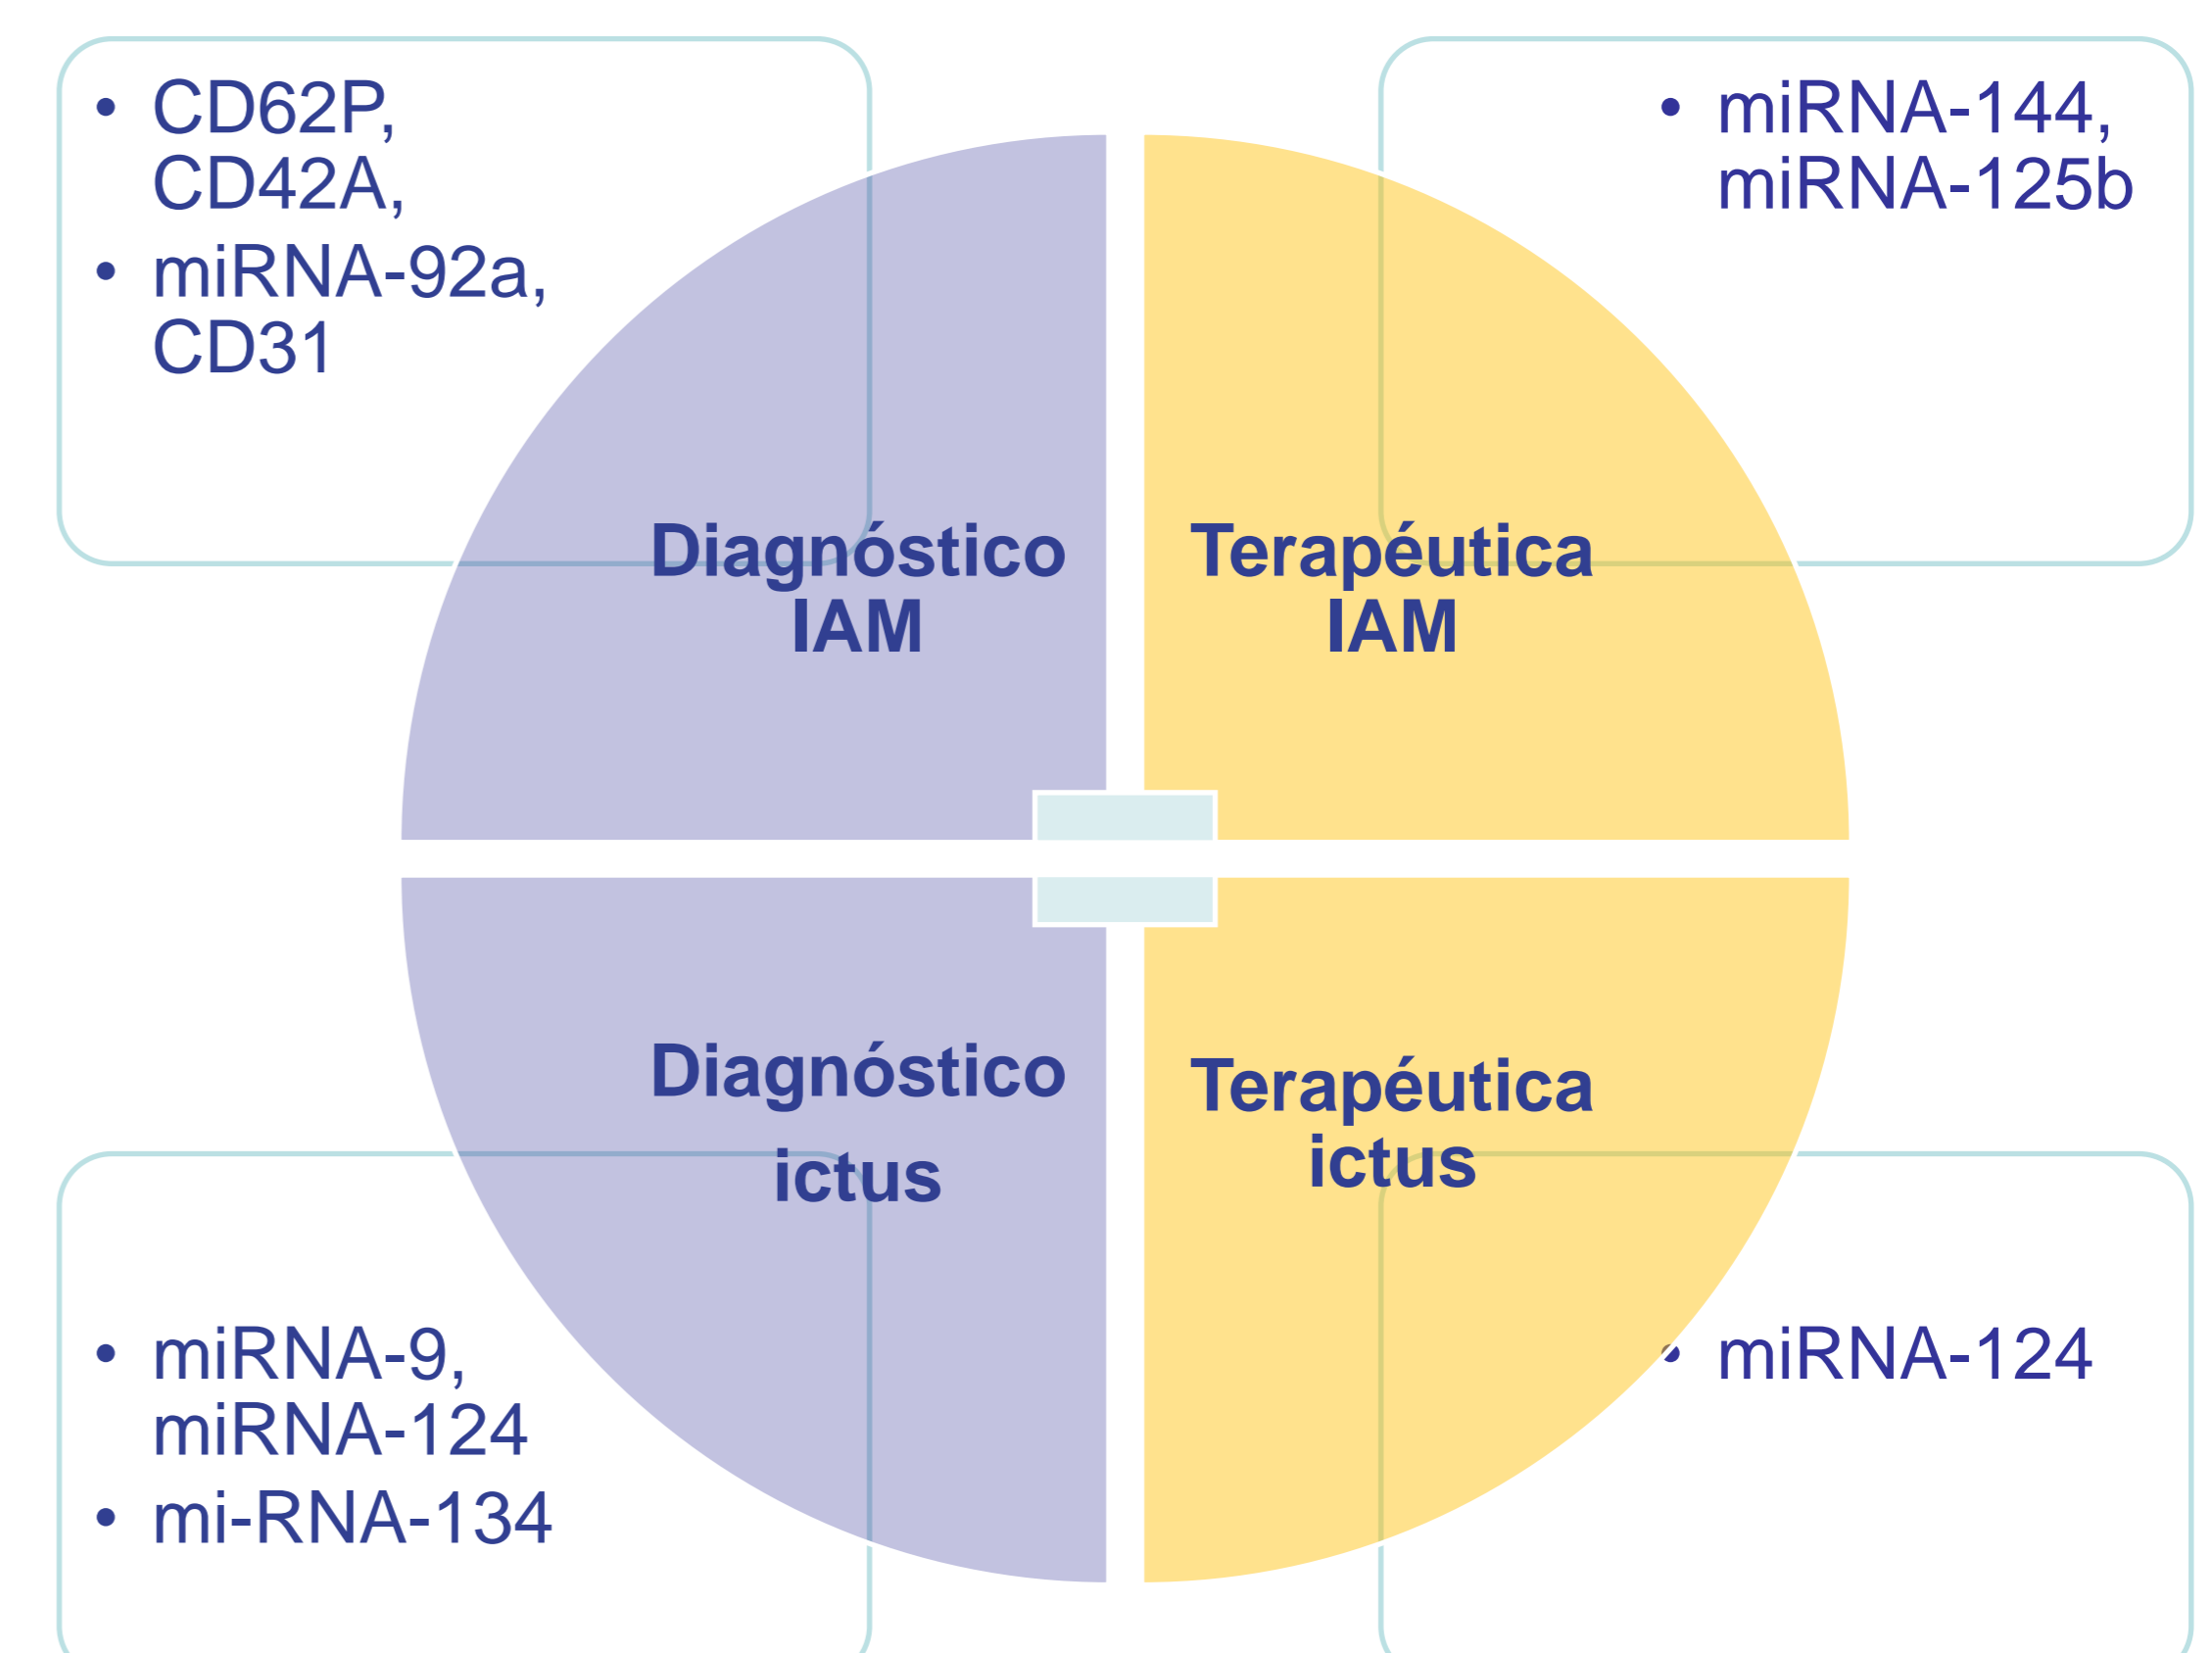 • CD62P,
CD42A,
• miRNA-92a,
CD31
• miRNA-144,
miRNA-125b
Diagnóstico
IAM
Terapéutica
IAM
Diagnóstico
ictus
Terapéutica
ictus
• miRNA-9,
miRNA-124
• mi-RNA-134
• miRNA-124